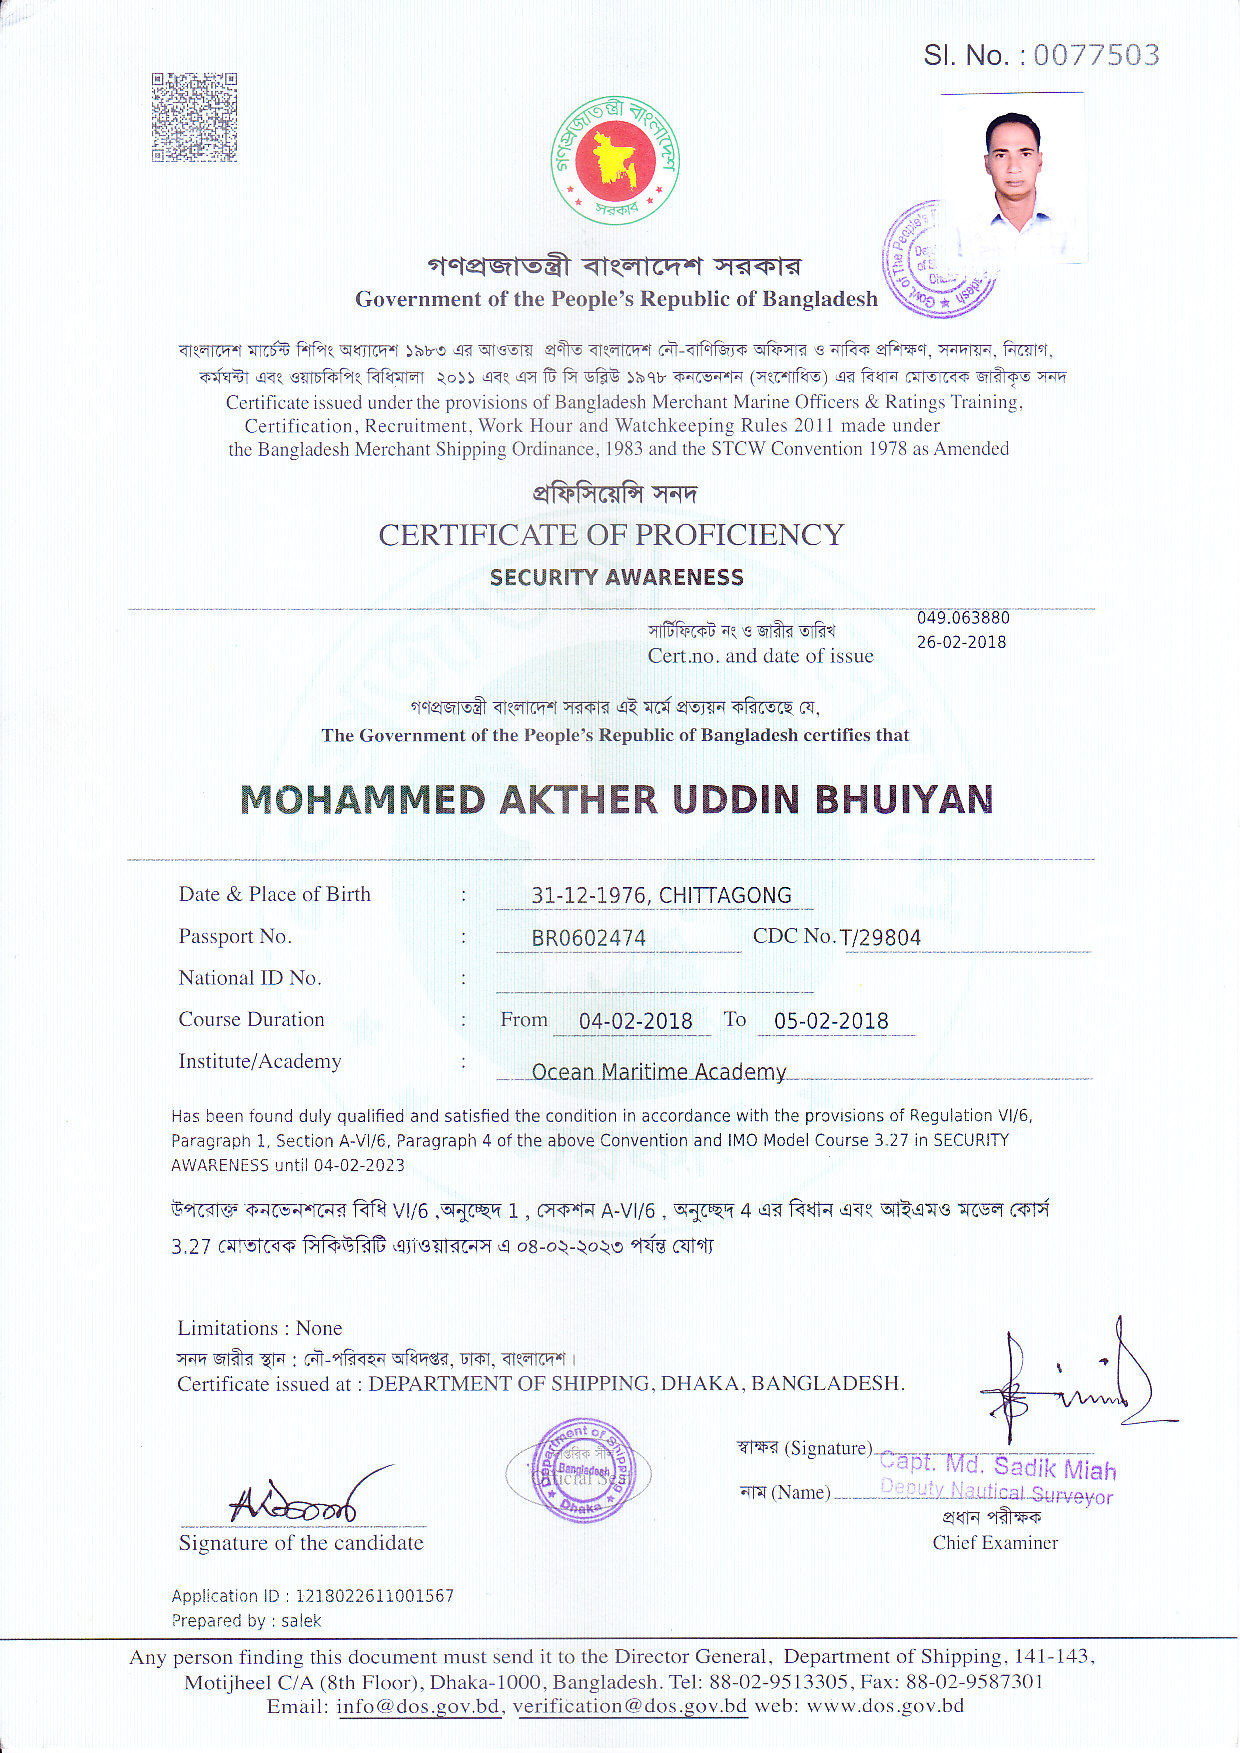 Sl. No. : 0077503
গণপ্রজাতন্ত্রী বাংলাদেশ
সরকার
গণপ্রজাতন্ত্রী বাংলাদেশ সরকার
Government of the People's Republic of Bangladesh
বাংলাদেশ মার্চেন্ট শিপিং অধ্যাদেশ ১৯৮৩ এর আওতায় প্রণীত বাংলাদেশ নৌ-বাণিজ্যিক অফিসার ও নাবিক প্রশিক্ষণ, সনদায়ন, নিয়োগ,
কর্মঘন্টা এবং ওয়াচকিপিং বিধিমালা ২০১১ এবং এস টি সি ডব্লিউ ১৯৭৮ কনভেনশন (সংশোধিত) এর বিধান মোতাবেক জারীকৃত সনদ
Certificate issued under the provisions of Bangladesh Merchant Marine Officers & Ratings Training,
Certification, Recruitment, Work Hour and Watchkeeping Rules 2011 made under
the Bangladesh Merchant Shipping Ordinance, 1983 and the STCW Convention 1978 as Amended
প্রফিসিয়েন্সি সনদ
CERTIFICATE OF PROFICIENCY
SECURITY AWARENESS
সার্টিফিকেট নং ও জারীর তারিখ 049.063880
Cert.no. and date of issue 26-02-2018
গণপ্রজাতন্ত্রী বাংলাদেশ সরকার এই মর্মে প্রত্যয়ন করিতেছে যে,
The Government of the People's Republic of Bangladesh certifies that
MOHAMMED AKTHER UDDIN BHUIYAN
Date & Place of Birth : 31-12-1976, CHITTAGONG
Passport No. : BR0602474 CDC No. T/29804
National ID No. :
Course Duration : From 04-02-2018 To 05-02-2018
Institute/Academy : Ocean Maritime Academy
Has been found duly qualified and satisfied the condition in accordance with the provisions of Regulation VI/6,
Paragraph 1, Section A-VI/6, Paragraph 4 of the above Convention and IMO Model Course 3.27 in SECURITY
AWARENESS until 04-02-2023
উপরোক্ত কনভেনশনের বিধি VI/6 ,অনুচ্ছেদ 1 , সেকশন A-VI/6 , অনুচ্ছেদ 4 এর বিধান এবং আইএমও মডেল কোর্স
3.27 মোতাবেক সিকিউরিটি এ্যাওয়ারনেস এ ০৪-০২-২০২৩ পর্যন্ত যোগ্য
Limitations : None
সনদ জারীর স্থান : নৌ-পরিবহন অধিদপ্তর, ঢাকা, বাংলাদেশ।
Certificate issued at : DEPARTMENT OF SHIPPING, DHAKA, BANGLADESH.
Department of Shipping
Bangladesh
Dhaka
স্বাক্ষর (Signature)
Capt. Md. Sadik Miah
নাম (Name) Deputy Nautical Surveyor
প্রধান পরীক্ষক
Signature of the candidate Chief Examiner
Application ID : 1218022611001567
Prepared by : salek
Any person finding this document must send it to the Director General, Department of Shipping, 141-143,
Motijheel C/A (8th Floor), Dhaka-1000, Bangladesh. Tel: 88-02-9513305, Fax: 88-02-9587301
Email: info@dos.gov.bd, verification@dos.gov.bd web: www.dos.gov.bd